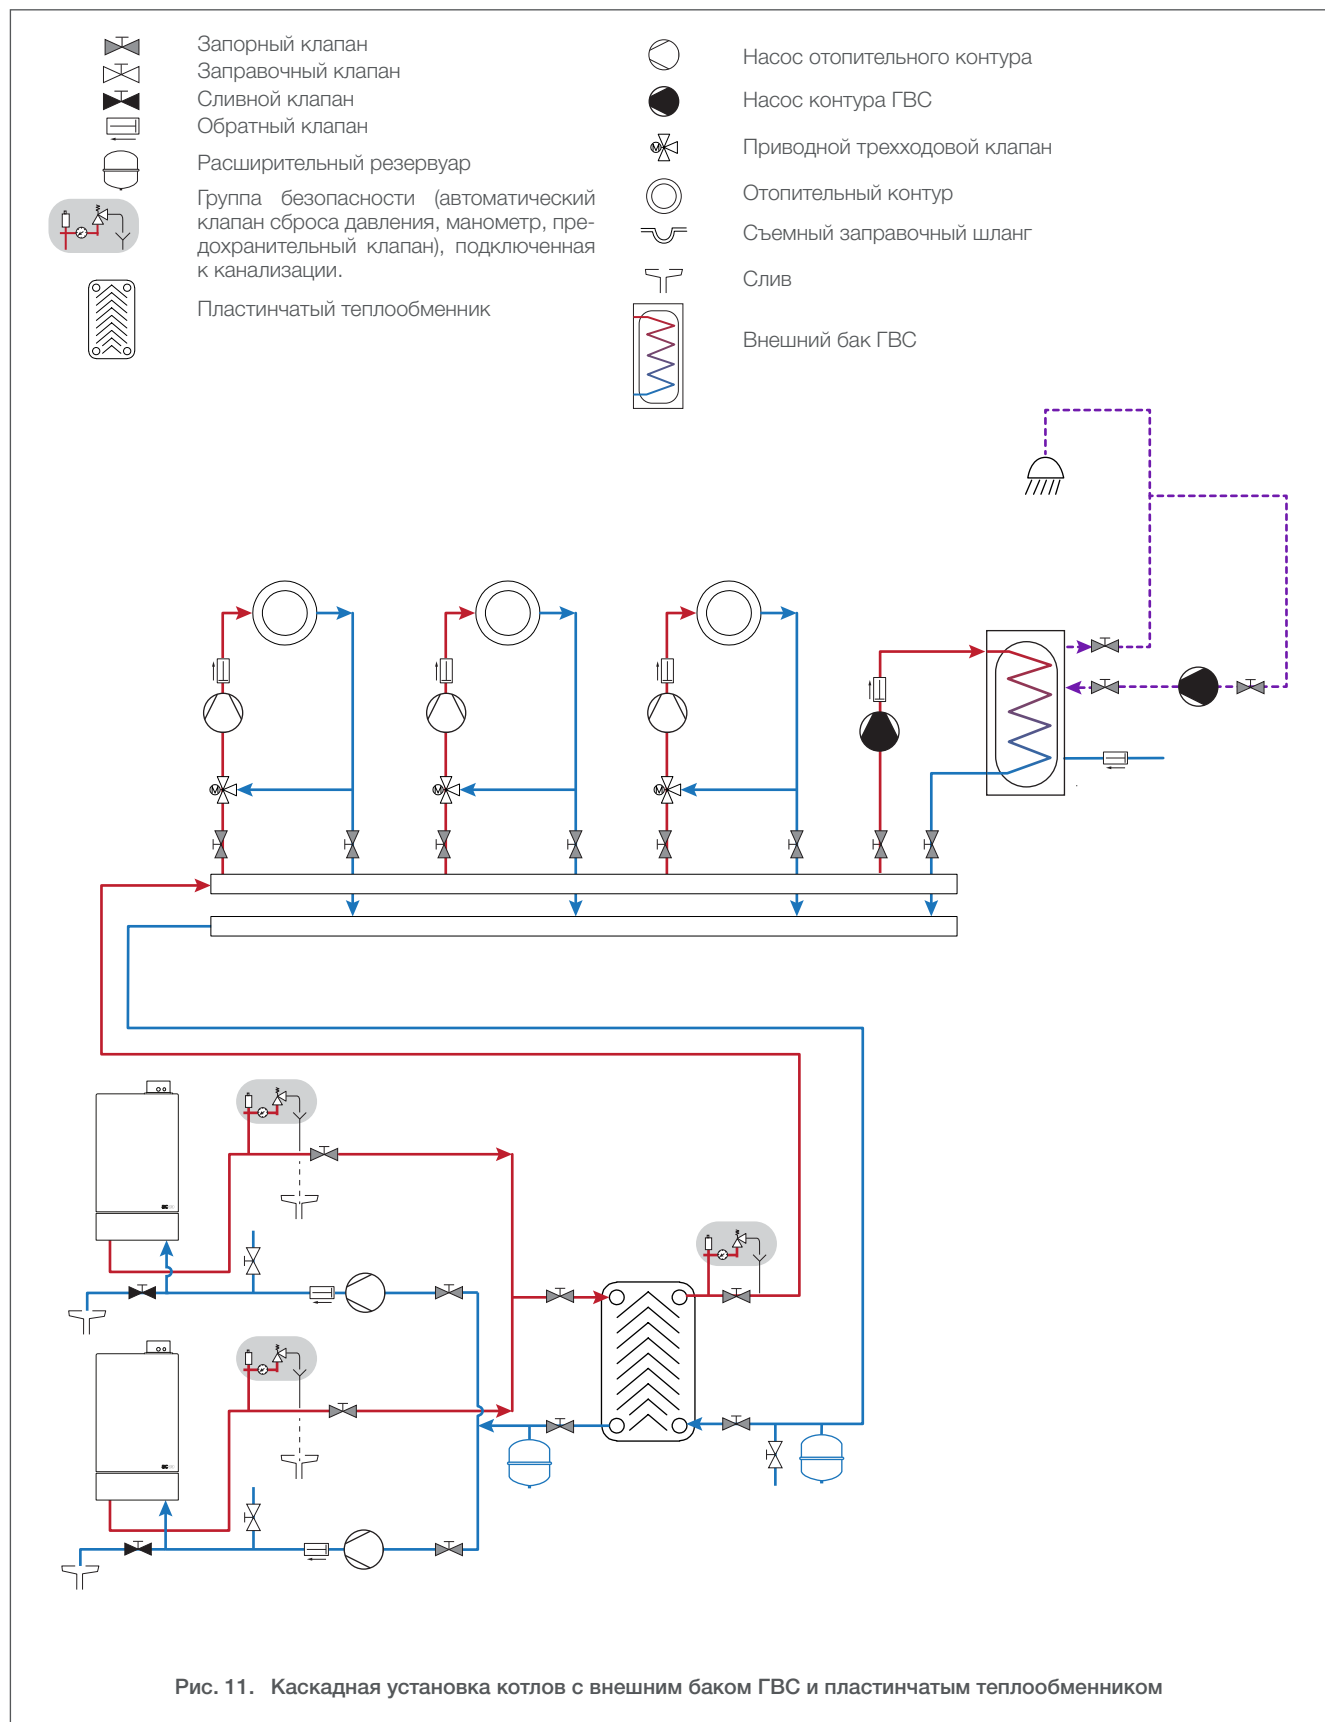 Запорный клапан
Заправочный клапан
Сливной клапан
Обратный клапан
Расширительный резервуар
Группа безопасности (автоматический
клапан сброса давления, манометр, пре-
дохранительный клапан), подключенная
к канализации.
Пластинчатый теплообменник
Насос отопительного контура
Насос контура ГВС
Приводной трехходовой клапан
Отопительный контур
Съемный заправочный шланг
Слив
Внешний бак ГВС
M
M
M
M
Рис. 11. Каскадная установка котлов с внешним баком ГВС и пластинчатым теплообменником